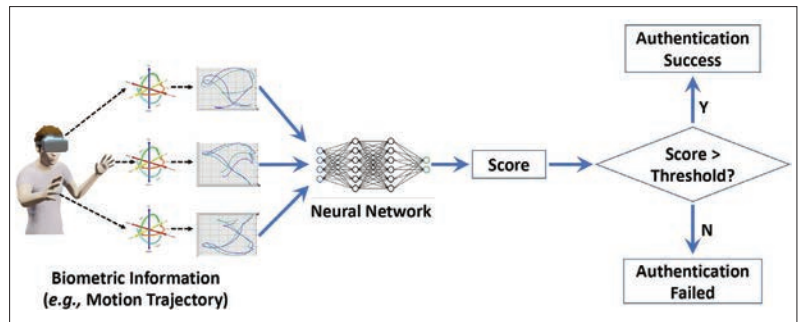 Biometric Information
(e.g., Motion Trajectory)
Neural Network
Score
Score >
Threshold?
Y
Authentication
Success
N
Authentication
Failed